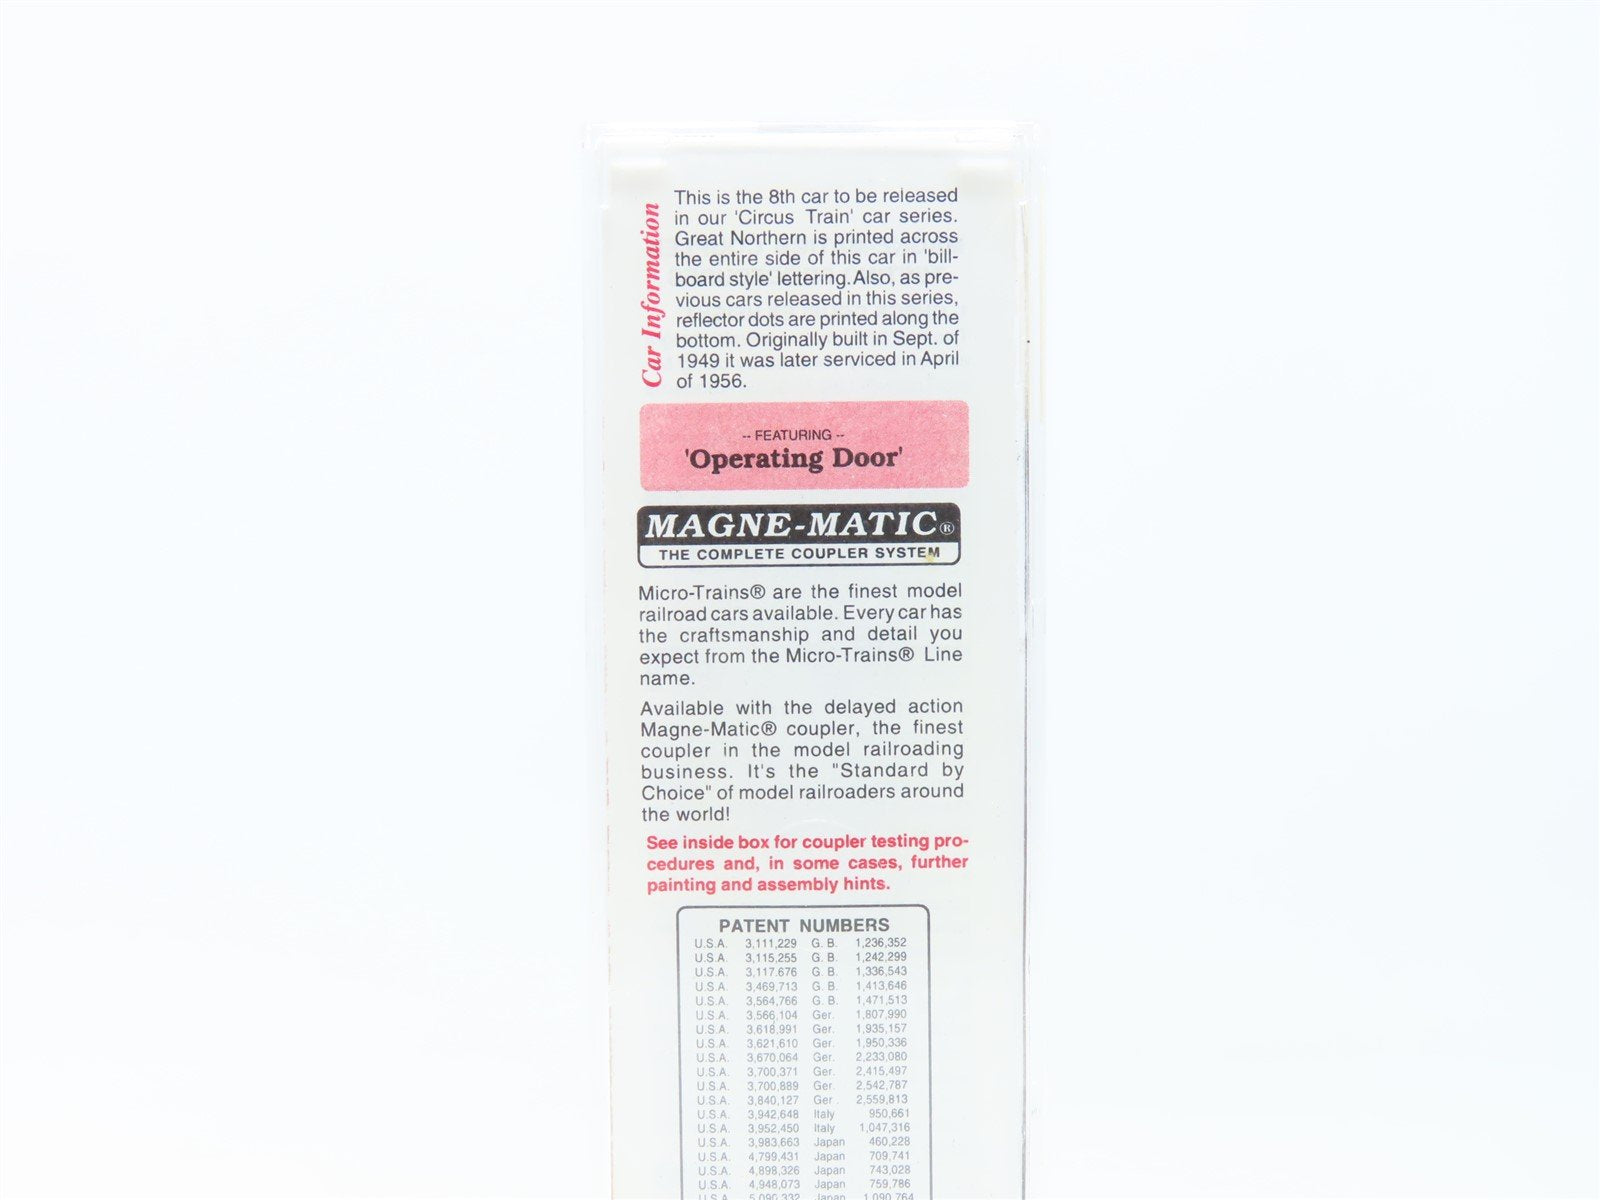 Car Information
This is the 8th car to be released
in our 'Circus Train' car series.
Great Northern is printed across
the entire side of this car in 'bill-
board style' lettering. Also, as pre-
vious cars released in this series,
reflector dots are printed along the
bottom. Originally built in Sept. of
1949 it was later serviced in April
of 1956.
-- FEATURING --
'Operating Door'
MAGNE-MATIC®
THE COMPLETE COUPLER SYSTEM
Micro-Trains® are the finest model
railroad cars available. Every car has
the craftsmanship and detail you
expect from the Micro-Trains® Line
name.
Available with the delayed action
Magne-Matic® coupler, the finest
coupler in the model railroading
business. It's the "Standard by
Choice" of model railroaders around
the world!
See inside box for coupler testing pro-
cedures and, in some cases, further
painting and assembly hints.
PATENT NUMBERS
U.S.A. 3,111,229 G. B. 1,236,352
U.S.A. 3,115,255 G. B. 1,242,299
U.S.A. 3,117,676 G. B. 1,336,543
U.S.A. 3,469,713 G. B. 1,413,646
U.S.A. 3,564,766 G. B. 1,471,513
U.S.A. 3,566,104 Ger. 1,807,990
U.S.A. 3,618,991 Ger. 1,935,157
U.S.A. 3,621,610 Ger. 1,950,336
U.S.A. 3,670,064 Ger. 2,233,080
U.S.A. 3,700,371 Ger. 2,415,497
U.S.A. 3,700,889 Ger. 2,542,787
U.S.A. 3,840,127 Ger. 2,559,813
U.S.A. 3,942,648 Italy 950,661
U.S.A. 3,952,450 Italy 1,047,316
U.S.A. 3,983,663 Japan 460,228
U.S.A. 4,799,431 Japan 709,741
U.S.A. 4,898,326 Japan 743,028
U.S.A. 4,948,073 Japan 759,786
U.S.A. 5,090,332 Japan 1,090,764